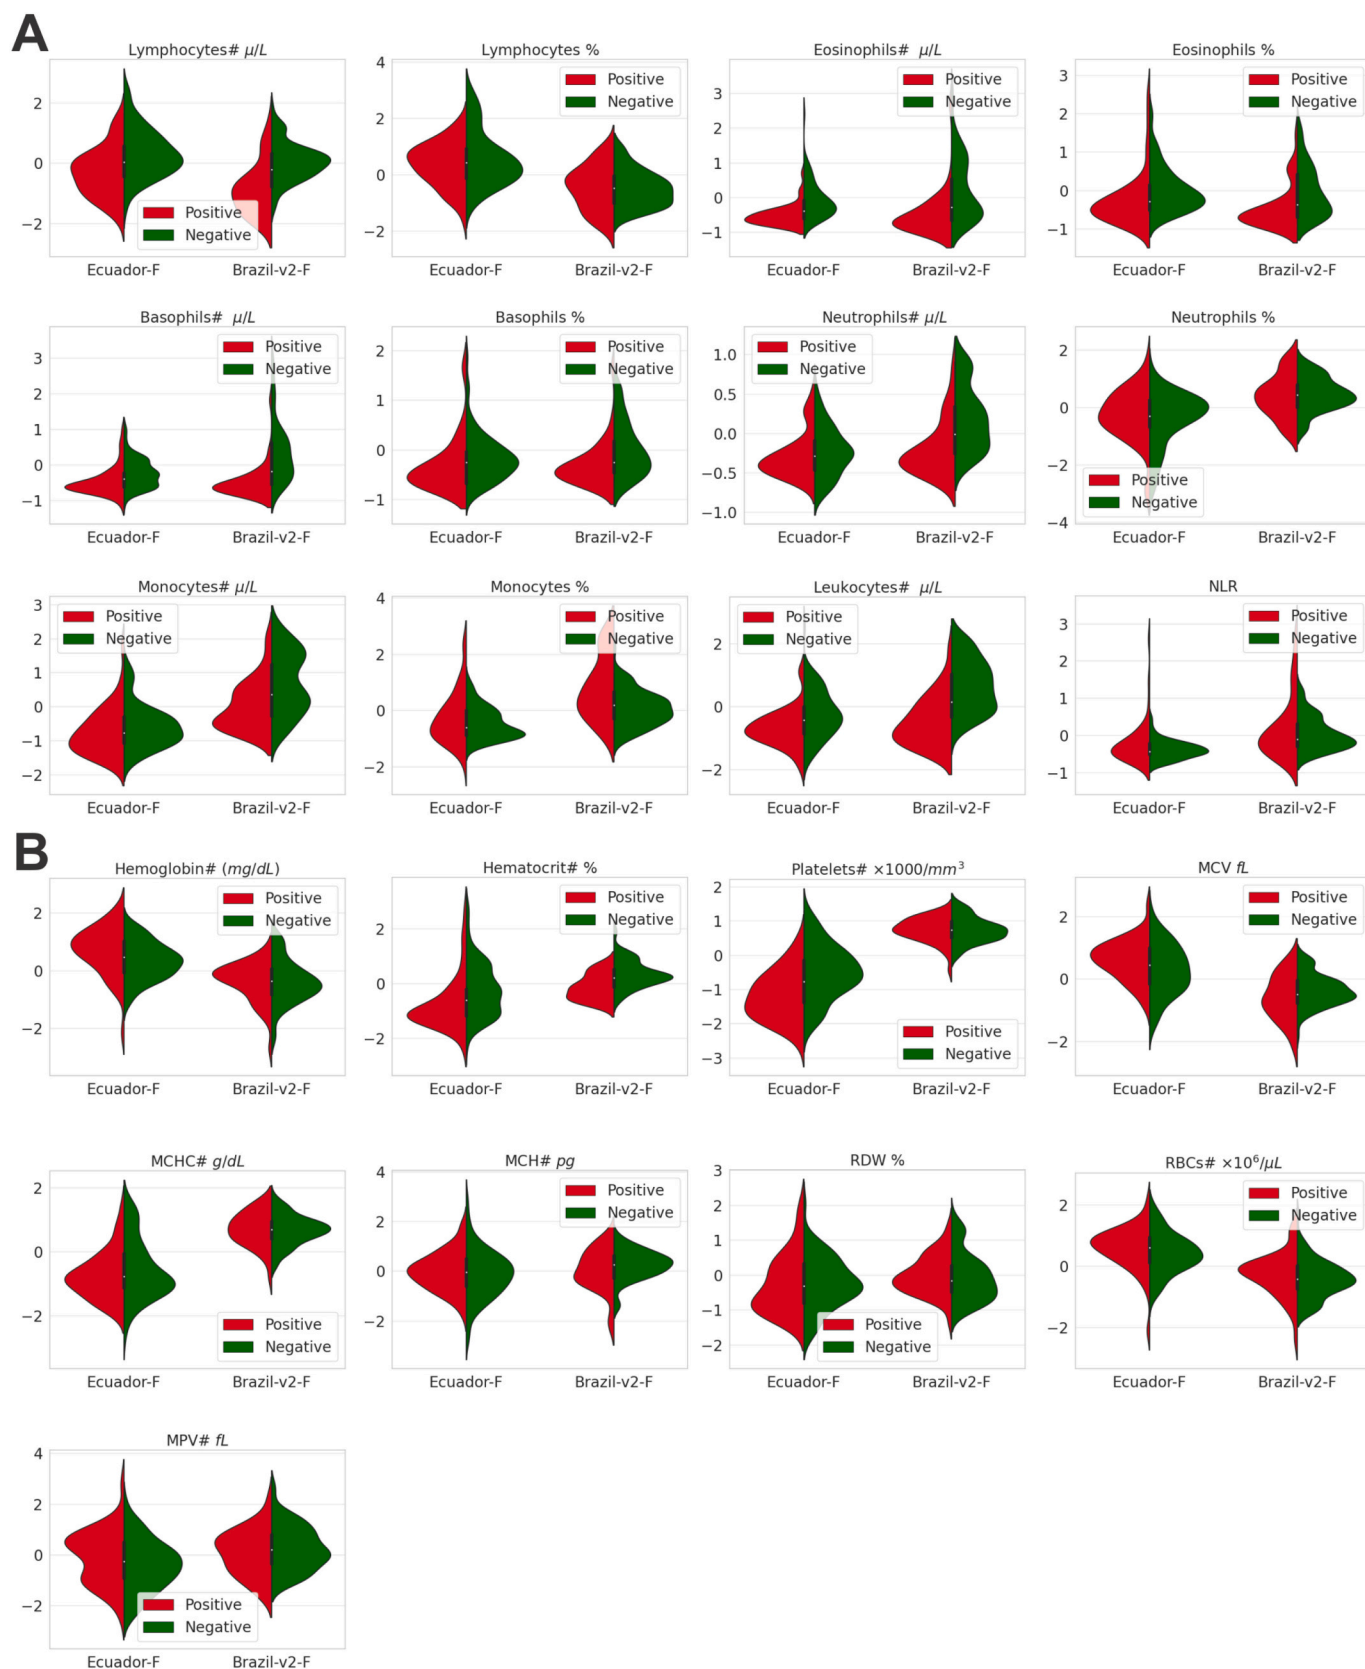 A
Lymphocytes# μ/L
2
0
−2
Positive
Negative
Ecuador-F Brazil-v2-F
Lymphocytes %
4
2
0
−2
Positive
Negative
Ecuador-F Brazil-v2-F
Eosinophils# μ/L
3
2
1
0
−1
Positive
Negative
Ecuador-F Brazil-v2-F
Eosinophils %
3
2
1
0
−1
Positive
Negative
Ecuador-F Brazil-v2-F
Basophils# μ/L
3
2
1
0
−1
Positive
Negative
Ecuador-F Brazil-v2-F
Basophils %
2
1
0
−1
Positive
Negative
Ecuador-F Brazil-v2-F
Neutrophils# μ/L
1.0
0.5
0.0
−0.5
−1.0
Positive
Negative
Ecuador-F Brazil-v2-F
Neutrophils %
2
0
−2
−4
Positive
Negative
Ecuador-F Brazil-v2-F
Monocytes# μ/L
3
2
1
0
−1
−2
Positive
Negative
Ecuador-F Brazil-v2-F
Monocytes %
4
2
0
−2
Positive
Negative
Ecuador-F Brazil-v2-F
Leukocytes# μ/L
2
0
−2
Positive
Negative
Ecuador-F Brazil-v2-F
NLR
3
2
1
0
−1
Positive
Negative
Ecuador-F Brazil-v2-F
B
Hemoglobin# (mg/dL)
2
0
−2
Positive
Negative
Ecuador-F Brazil-v2-F
Hematocrit# %
4
2
0
−2
Positive
Negative
Ecuador-F Brazil-v2-F
Platelets# ×1000/mm³
2
1
0
−1
−2
−3
Positive
Negative
Ecuador-F Brazil-v2-F
MCV fL
2
0
−2
Positive
Negative
Ecuador-F Brazil-v2-F
MCHC# g/dL
2
0
−2
Positive
Negative
Ecuador-F Brazil-v2-F
MCH# pg
4
2
0
−2
Positive
Negative
Ecuador-F Brazil-v2-F
RDW %
3
2
1
0
−1
−2
Positive
Negative
Ecuador-F Brazil-v2-F
RBCs# ×10⁶/μL
2
0
−2
Positive
Negative
Ecuador-F Brazil-v2-F
MPV# fL
4
2
0
−2
Positive
Negative
Ecuador-F Brazil-v2-F